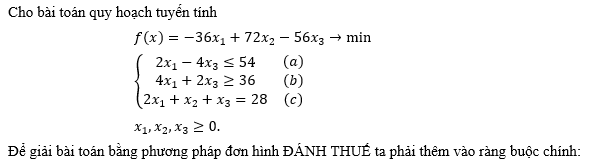 Cho bài toán quy hoạch tuyến tính
f(x) = −36x₁ + 72x₂ − 56x₃ → min
2x₁ − 4x₃ ≤ 54 (a)
4x₁ + 2x₃ ≥ 36 (b)
2x₁ + x₂ + x₃ = 28 (c)
x₁, x₂, x₃ ≥ 0.
Để giải bài toán bằng phương pháp đơn hình ĐÁNH THUẾ ta phải thêm vào ràng buộc chính: